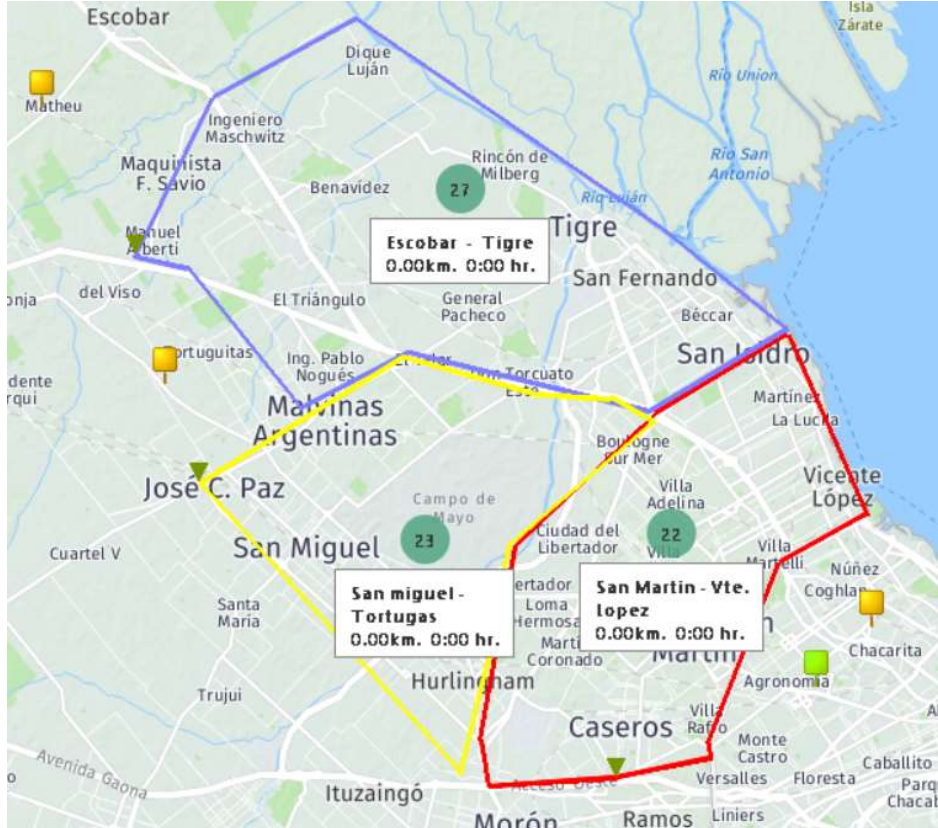 Escobar
Isla
Zárate
Dique
Luján
Río Union
Matheu
Ingeniero
Maschwitz
Maquinista
F. Savio
Río San
Antonio
Rincón de
Milberg
Benavídez
27
Río Luján
Escobar - Tigre
0.00km. 0:00 hr.
Tigre
Manuel
Alberti
San Fernando
del Viso
El Triángulo
General
Pacheco
Béccar
Ing. Pablo
Nogués
San Isidro
Malvinas
Argentinas
Martínez
La Lucila
Boulogne
Sur Mer
José C. Paz
Campo de
Mayo
Villa
Adelina
Vicente
López
San Miguel
23
Ciudad del
Libertador
22
Villa
Martelli
Cuartel V
Núñez
Coghlan
San miguel -
Tortugas
0.00km. 0:00 hr.
San Martin - Vte.
lopez
0.00km. 0:00 hr.
Santa
María
Loma
Hermosa
Coronado
Chacarita
Hurlingham
Agronomía
Trujui
Caseros
Villa
Monte
Castro
Avenida Gaona
Acceso Oeste
Versalles
Floresta
Caballito
Ituzaingó
Morón
Ramos
Liniers